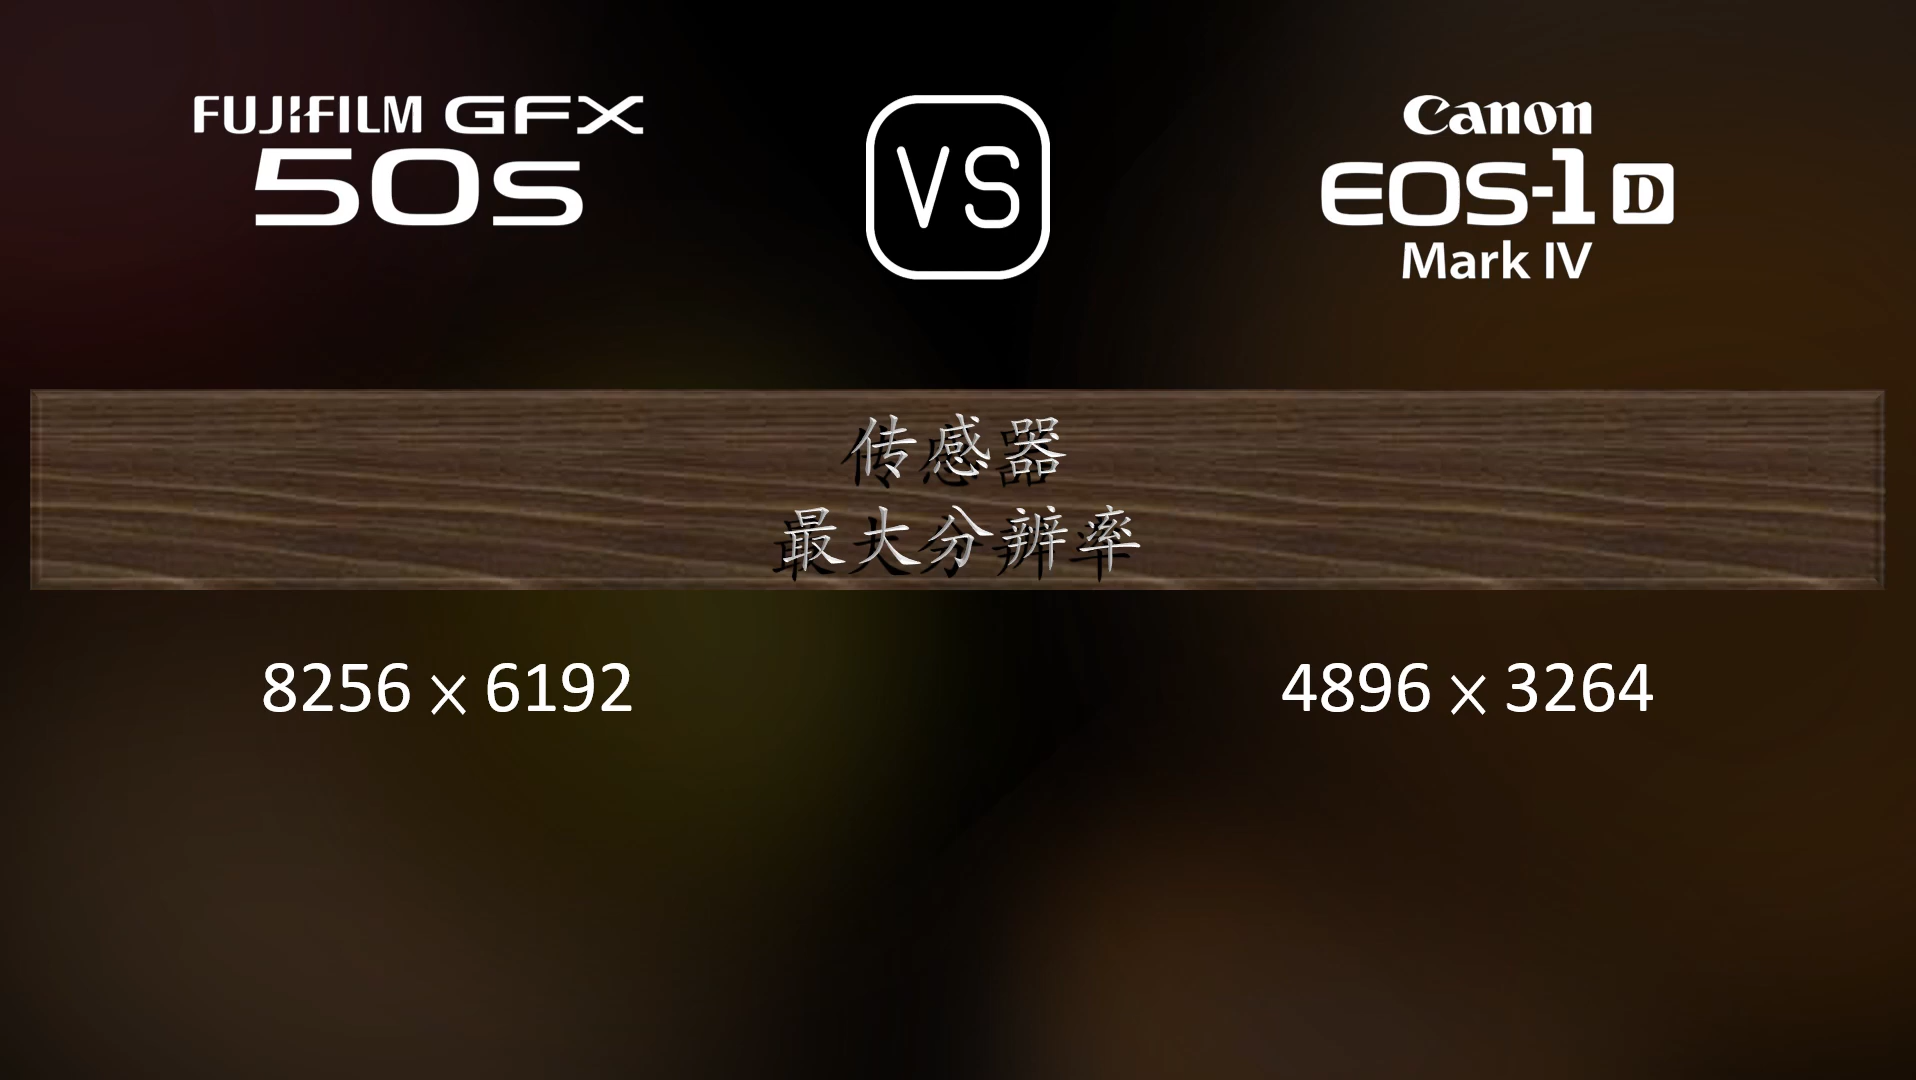 FUJIFILM GFX
50s
VS
Canon
EOS-1 D
Mark IV
传感器
最大分辨率
8256 x 6192
4896 x 3264